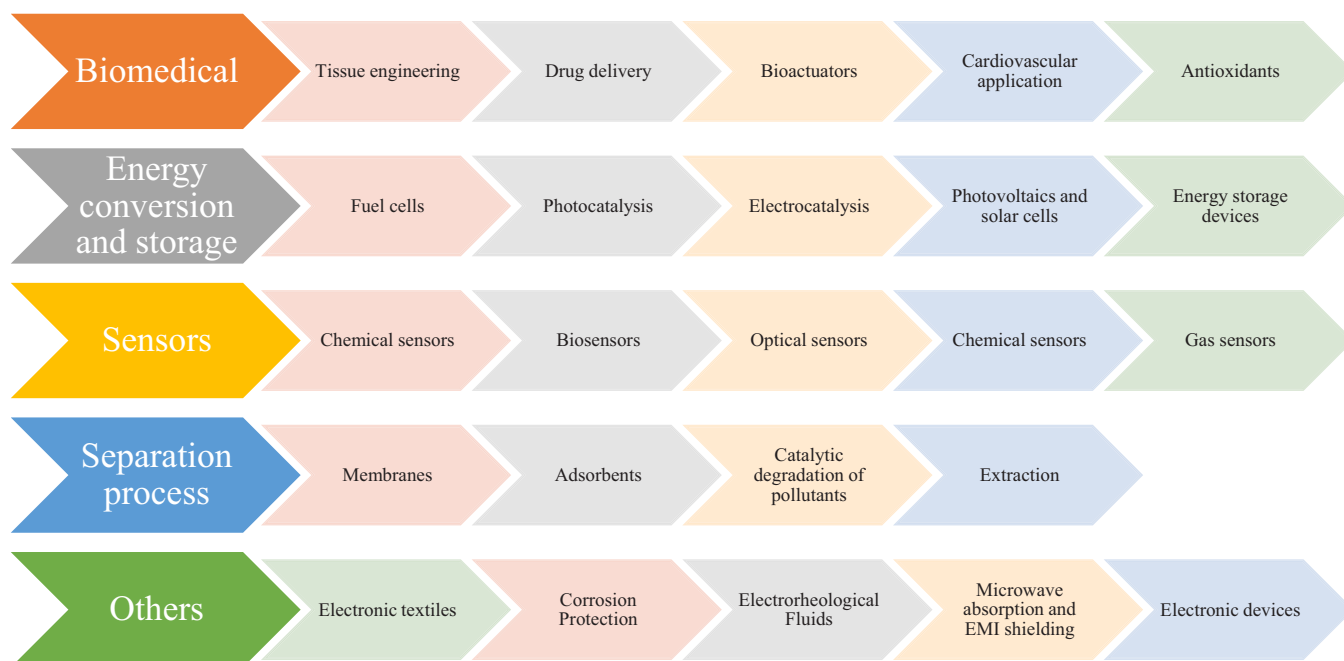 Biomedical
Tissue engineering
Drug delivery
Bioactuators
Cardiovascular
application
Antioxidants
Energy
conversion
and storage
Fuel cells
Photocatalysis
Electrocatalysis
Photovoltaics and
solar cells
Energy storage
devices
Sensors
Chemical sensors
Biosensors
Optical sensors
Chemical sensors
Gas sensors
Separation
process
Membranes
Adsorbents
Catalytic
degradation of
pollutants
Extraction
Others
Electronic textiles
Corrosion
Protection
Electrorheological
Fluids
Microwave
absorption and
EMI shielding
Electronic devices